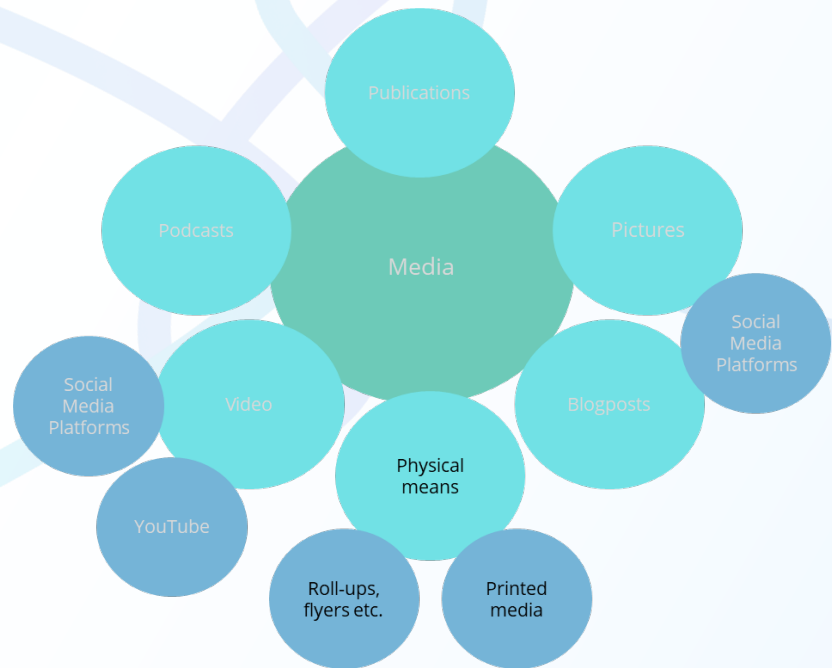 Publications
Podcasts
Pictures
Media
Social
Media
Platforms
Social
Media
Platforms
Video
Blogposts
Physical
means
YouTube
Roll-ups,
flyers etc.
Printed
media